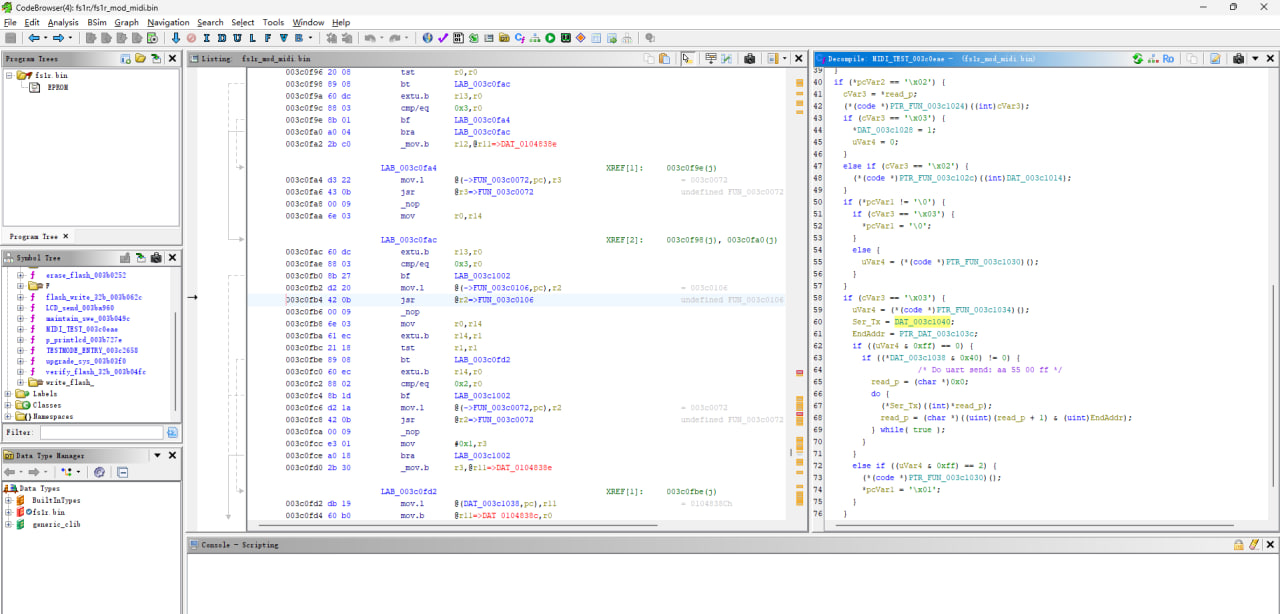 CodeBrowser(4): fs1r:/fs1r_mod_midi.bin
File Edit Analysis BSim Graph Navigation Search Select Tools Window Help
I D U L F V B
Program Trees
fs1r.bin
EPROM
Program Tree ×
Symbol Tree
erase_flash_003b0252
F
flash_write_32b_003b062c
LCD_send_003ba960
maintain_swe_003b049c
MIDI_TEST_003c0eae
p_printlcd_003b727e
TESTMODE_ENTRY_003c2658
upgrade_sys_003b03f0
verify_flash_32b_003b04fc
write_flash_
Labels
Classes
Namespaces
Filter:
Data Type Manager
Data Types
BuiltInTypes
fs1r.bin
generic_clib
Listing: fs1r_mod_midi.bin
003c0f96 20 08 tst r0,r0
003c0f98 89 08 bt LAB_003c0fac
003c0f9a 60 dc extu.b r13,r0
003c0f9c 88 03 cmp/eq 0x3,r0
003c0f9e 8b 01 bf LAB_003c0fa4
003c0fa0 a0 04 bra LAB_003c0fac
003c0fa2 2b c0 _mov.b r12,@r11=>DAT_0104838e
LAB_003c0fa4 XREF[1]: 003c0f9e(j)
003c0fa4 d3 22 mov.l @(->FUN_003c0072,pc),r3 = 003c0072
003c0fa6 43 0b jsr @r3=>FUN_003c0072 undefined FUN_003c0072
003c0fa8 00 09 _nop
003c0faa 6e 03 mov r0,r14
LAB_003c0fac XREF[2]: 003c0f98(j), 003c0fa0(j)
003c0fac 60 dc extu.b r13,r0
003c0fae 88 03 cmp/eq 0x3,r0
003c0fb0 8b 27 bf LAB_003c1002
003c0fb2 d2 20 mov.l @(->FUN_003c0106,pc),r2 = 003c0106
003c0fb4 42 0b jsr @r2=>FUN_003c0106 undefined FUN_003c0106
003c0fb6 00 09 _nop
003c0fb8 6e 03 mov r0,r14
003c0fba 61 ec extu.b r14,r1
003c0fbc 21 18 tst r1,r1
003c0fbe 89 08 bt LAB_003c0fd2
003c0fc0 60 ec extu.b r14,r0
003c0fc2 88 02 cmp/eq 0x2,r0
003c0fc4 8b 1d bf LAB_003c1002
003c0fc6 d2 1a mov.l @(->FUN_003c0072,pc),r2 = 003c0072
003c0fc8 42 0b jsr @r2=>FUN_003c0072 undefined FUN_003c0072
003c0fca 00 09 _nop
003c0fcc e3 01 mov #0x1,r3
003c0fce a0 18 bra LAB_003c1002
003c0fd0 2b 30 _mov.b r3,@r11=>DAT_0104838e
LAB_003c0fd2 XREF[1]: 003c0fbe(j)
003c0fd2 db 19 mov.l @(DAT_003c1038,pc),r11 = 0104838Ch
003c0fd4 60 b0 mov.b @r11=>DAT_0104838c,r0
Decompile: MIDI_TEST_003c0eae - (fs1r_mod_midi.bin)
Ro
39 }
40 if (*pcVar2 == '\x02') {
41 cVar3 = *read_p;
42 (*(code *)PTR_FUN_003c1024)((int)cVar3);
43 if (cVar3 == '\x03') {
44 *DAT_003c1028 = 1;
45 uVar4 = 0;
46 }
47 else if (cVar3 == '\x02') {
48 (*(code *)PTR_FUN_003c102c)((int)DAT_003c1014);
49 }
50 if (*pcVar1 != '\0') {
51 if (cVar3 == '\x03') {
52 *pcVar1 = '\0';
53 }
54 else {
55 uVar4 = (*(code *)PTR_FUN_003c1030)();
56 }
57 }
58 if (cVar3 == '\x03') {
59 uVar4 = (*(code *)PTR_FUN_003c1034)();
60 Ser_Tx = DAT_003c1040;
61 EndAddr = PTR_DAT_003c103c;
62 if ((uVar4 & 0xff) == 0) {
63 if ((*DAT_003c1038 & 0x40) != 0) {
64 /* Do uart send: aa 55 00 ff */
65 read_p = (char *)0x0;
66 do {
67 (*Ser_Tx)((int)*read_p);
68 read_p = (char *)((uint)(read_p + 1) & (uint)EndAddr);
69 } while( true );
70 }
71 }
72 else if ((uVar4 & 0xff) == 2) {
73 (*(code *)PTR_FUN_003c1030)();
74 *pcVar1 = '\x01';
75 }
76 }
Console - Scripting